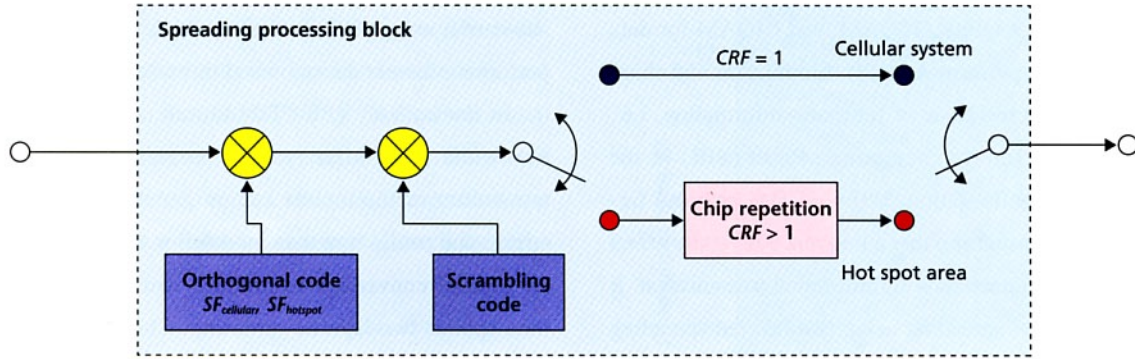 Spreading processing block
CRF = 1
Cellular system
Chip repetition
CRF > 1
Hot spot area
Orthogonal code
SFcellular, SFhotspot
Scrambling
code